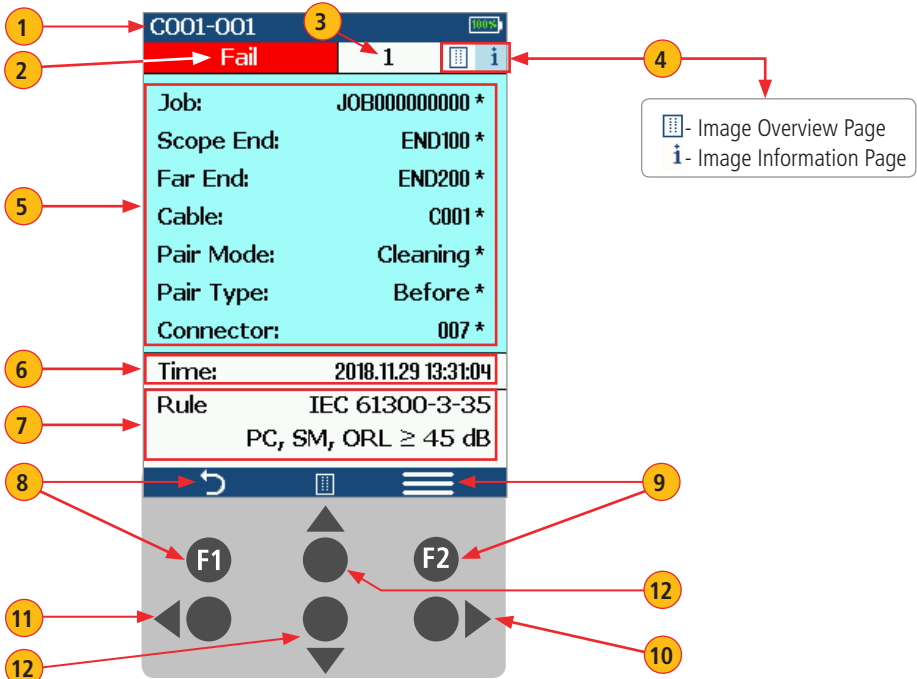 1
C001-001
3
100%
2
Fail
1
i
4
- Image Overview Page
i - Image Information Page
5
Job: JOB000000000 *
Scope End: END100 *
Far End: END200 *
Cable: C001 *
Pair Mode: Cleaning *
Pair Type: Before *
Connector: 007 *
6
Time: 2018.11.29 13:31:04
7
Rule IEC 61300-3-35
PC, SM, ORL ≥ 45 dB
8
9
F1
F2
12
11
10
12